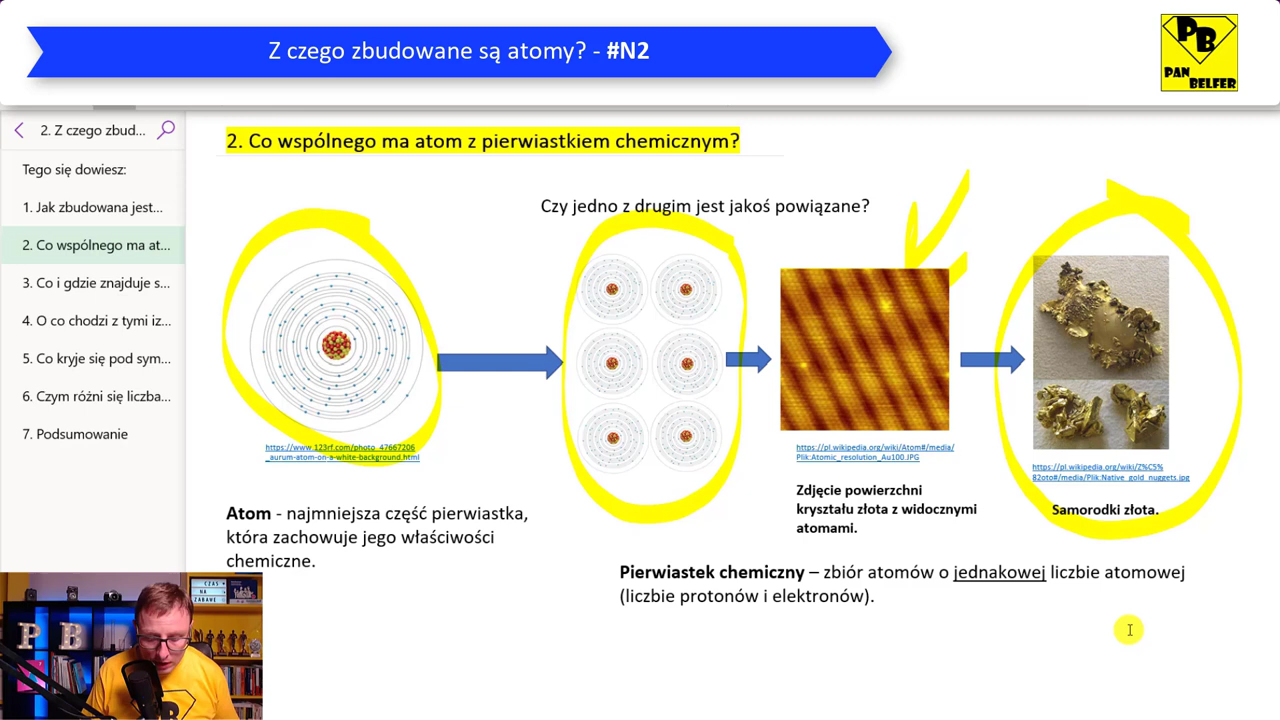 Z czego zbudowane są atomy? - #N2
PB
PAN
BELFER
2. Z czego zbud...
Tego się dowiesz:
1. Jak zbudowana jest...
2. Co wspólnego ma at...
3. Co i gdzie znajduje s...
4. O co chodzi z tymi iz...
5. Co kryje się pod sym...
6. Czym różni się liczba...
7. Podsumowanie
2. Co wspólnego ma atom z pierwiastkiem chemicznym?
Czy jedno z drugim jest jakoś powiązane?
https://www.123rf.com/photo_47667206
_aurum-atom-on-a-white-background.html
https://pl.wikipedia.org/wiki/Atom#/media/
Plik:Atomic_resolution_Au100.JPG
https://pl.wikipedia.org/wiki/Z%C5%
82oto#/media/Plik:Native_gold_nuggets.jpg
Zdjęcie powierzchni
kryształu złota z widocznymi
atomami.
Samorodki złota.
Atom - najmniejsza część pierwiastka,
która zachowuje jego właściwości
chemiczne.
Pierwiastek chemiczny – zbiór atomów o jednakowej liczbie atomowej
(liczbie protonów i elektronów).
CZAS
NA
ZABAWE
P B